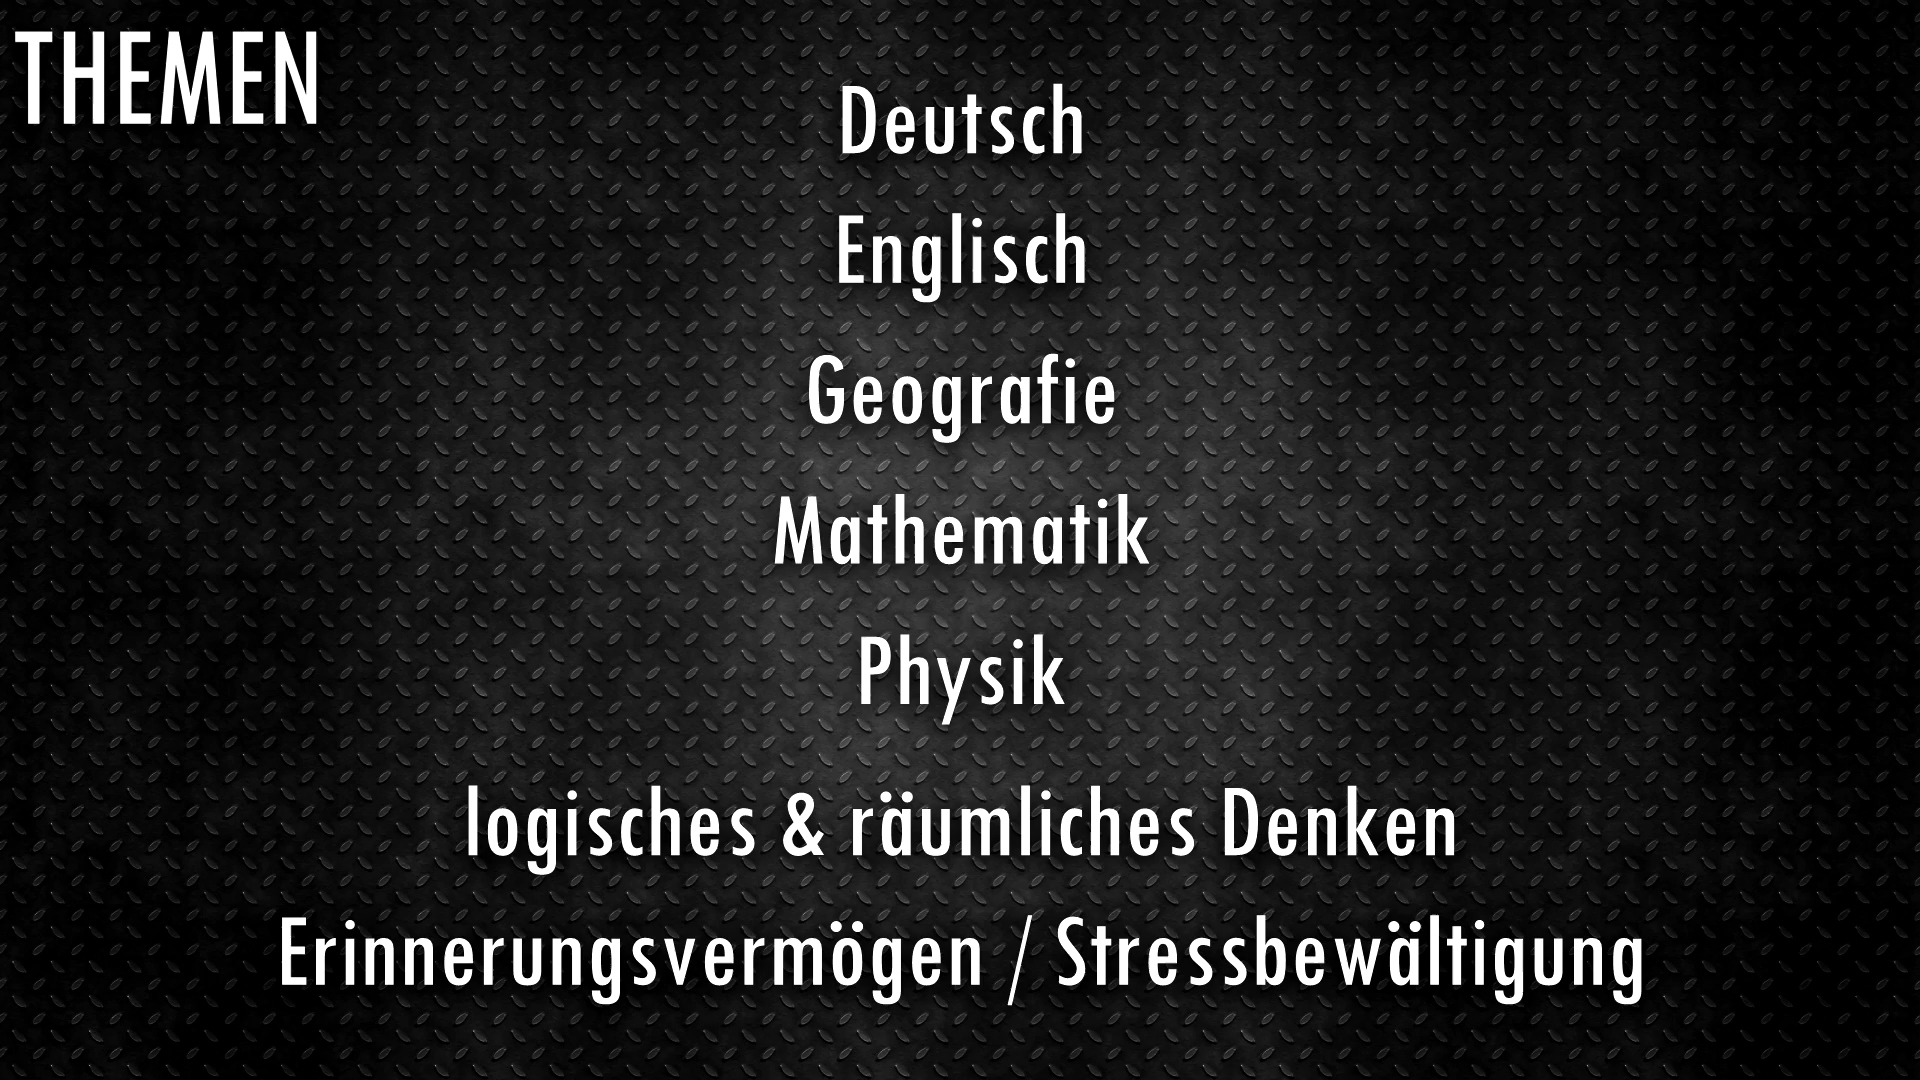 THEMEN
Deutsch
Englisch
Geografie
Mathematik
Physik
logisches & räumliches Denken
Erinnerungsvermögen / Stressbewältigung